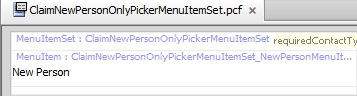 ClaimNewPersonOnlyPickerMenuItemSet.pcf
MenuItemSet : ClaimNewPersonOnlyPickerMenuItemSet requiredContactTy
MenuItem : ClaimNewPersonOnlyPickerMenuItemSet_NewPersonMenuIt...
New Person